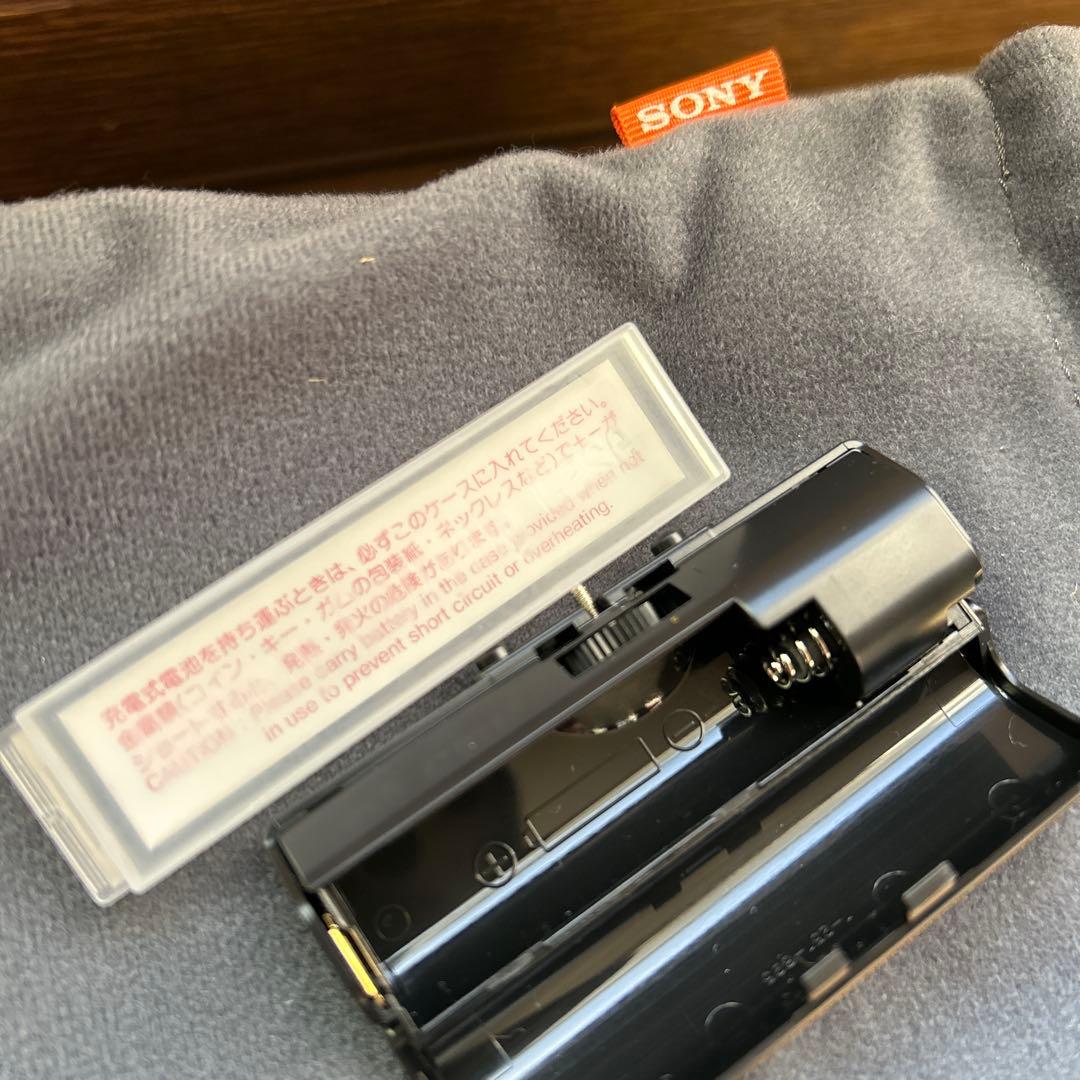 SONY
充電式電池を持ち運ぶときは、必ずこのケースに入れてください。
金属類(コイン・キー・ガムの包装紙・ネックレスなど)でキーが
ショートすると、発熱、発火の危険があります。
CAUTION : Please carry battery in the case provided when not
in use to prevent short circuit or overheating.